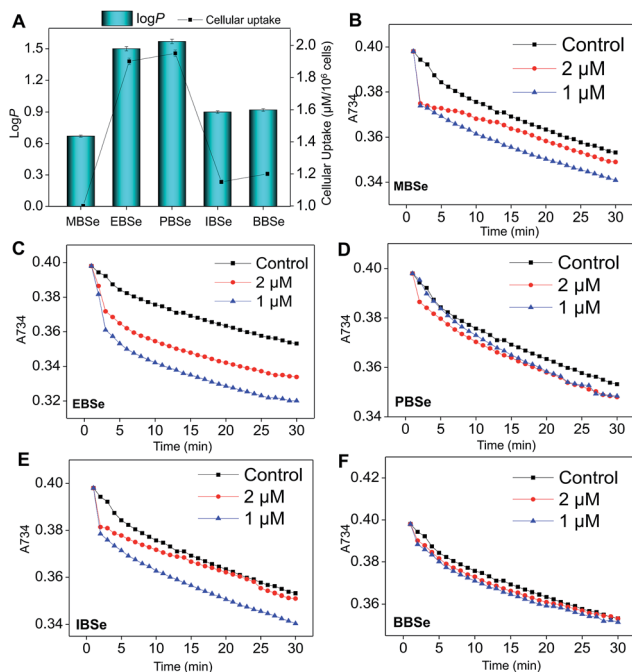 A
logP
Cellular uptake
LogP
1.5
1.2
0.9
0.6
0.3
0.0
2.0
1.8
1.6
1.4
1.2
1.0
Cellular Uptake (μM/10⁶ cells)
MBSe EBSe PBSe IBSe BBSe
B
Control
2 μM
1 μM
A734
0.40
0.38
0.36
0.34
MBSe
0 5 10 15 20 25 30
Time (min)
C
Control
2 μM
1 μM
A734
0.40
0.38
0.36
0.34
0.32
EBSe
0 5 10 15 20 25 30
Time (min)
D
Control
2 μM
1 μM
A734
0.40
0.38
0.36
0.34
PBSe
0 5 10 15 20 25 30
Time (min)
E
Control
2 μM
1 μM
A734
0.40
0.38
0.36
0.34
IBSe
0 5 10 15 20 25 30
Time (min)
F
Control
2 μM
1 μM
A734
0.42
0.40
0.38
0.36
BBSe
0 5 10 15 20 25 30
Time (min)